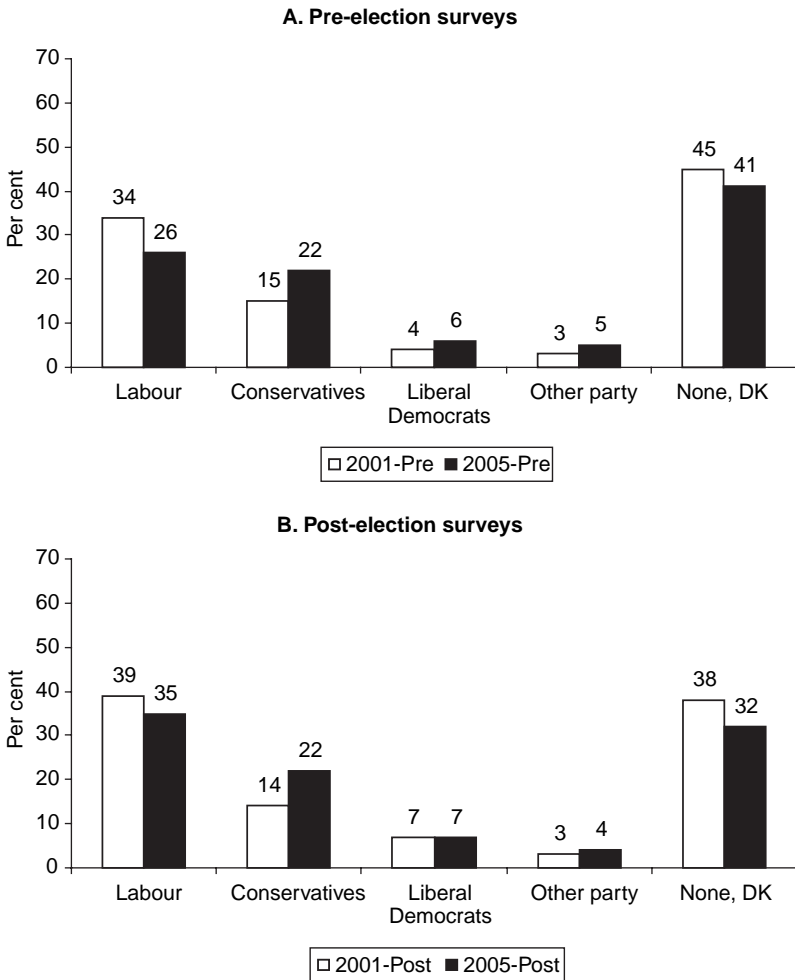 A. Pre-election surveys
Per cent
70
60
50
40
30
20
10
0
34
26
15
22
4
6
3
5
45
41
Labour
Conservatives
Liberal
Democrats
Other party
None, DK
2001-Pre 2005-Pre
B. Post-election surveys
Per cent
70
60
50
40
30
20
10
0
39
35
14
22
7
7
3
4
38
32
Labour
Conservatives
Liberal
Democrats
Other party
None, DK
2001-Post 2005-Post